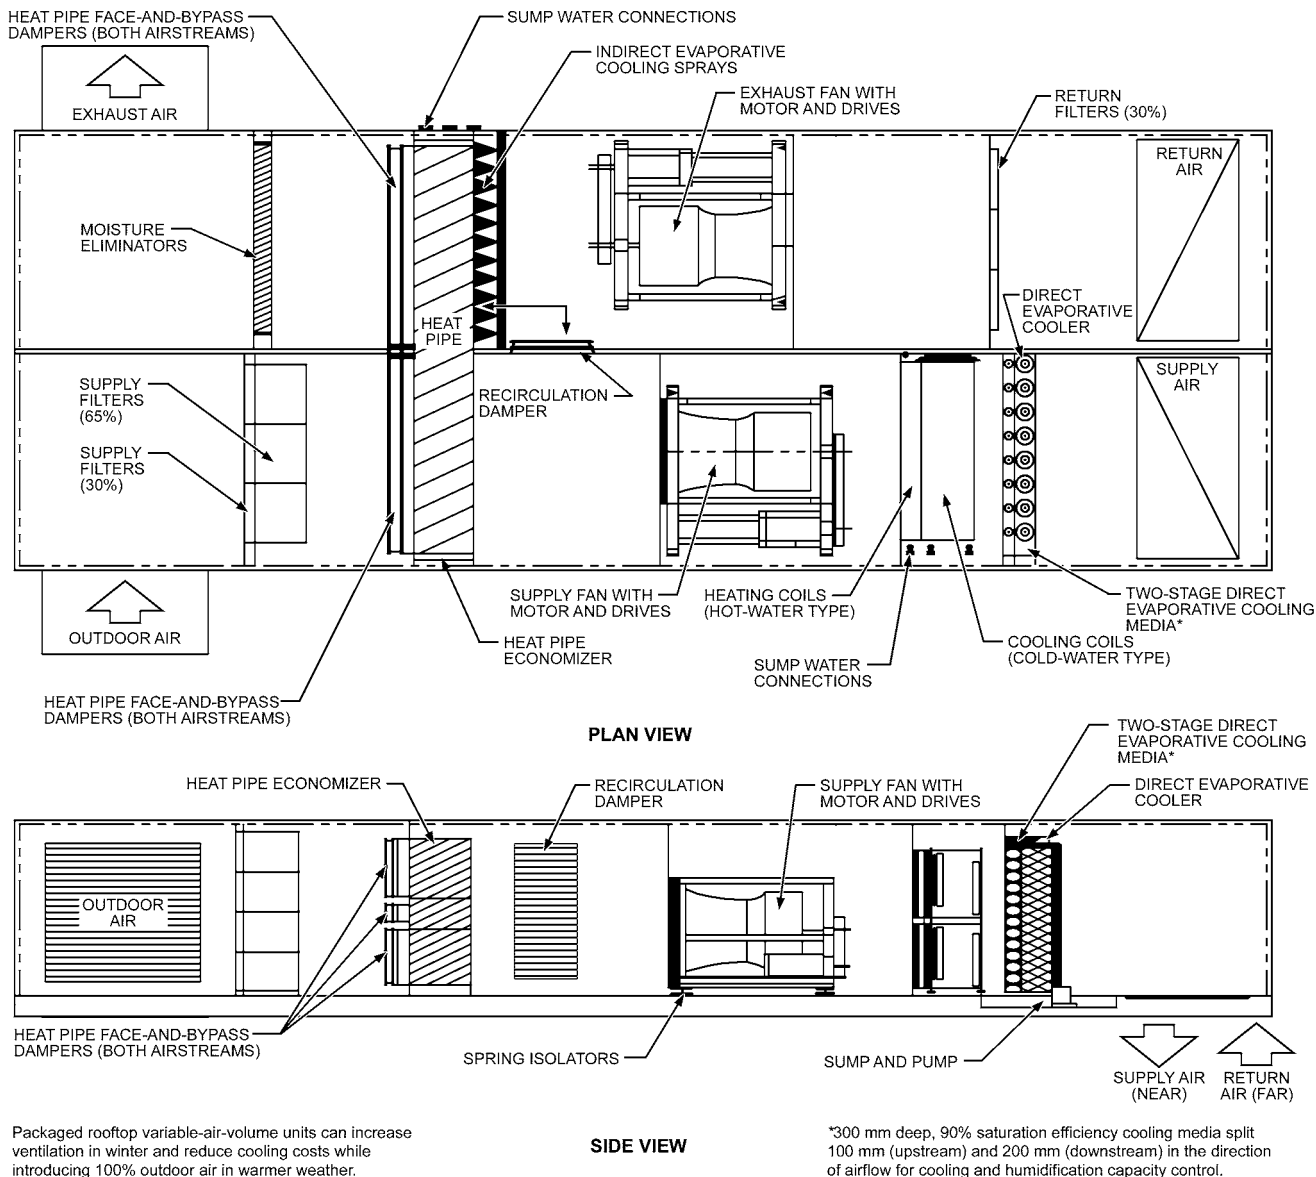 HEAT PIPE FACE-AND-BYPASS
DAMPERS (BOTH AIRSTREAMS)
SUMP WATER CONNECTIONS
INDIRECT EVAPORATIVE
COOLING SPRAYS
EXHAUST FAN WITH
MOTOR AND DRIVES
RETURN
FILTERS (30%)
EXHAUST AIR
RETURN
AIR
MOISTURE
ELIMINATORS
DIRECT
EVAPORATIVE
COOLER
HEAT
PIPE
SUPPLY
FILTERS
(65%)
RECIRCULATION
DAMPER
SUPPLY
AIR
SUPPLY
FILTERS
(30%)
OUTDOOR AIR
SUPPLY FAN WITH
MOTOR AND DRIVES
HEATING COILS
(HOT-WATER TYPE)
TWO-STAGE DIRECT
EVAPORATIVE COOLING
MEDIA*
HEAT PIPE
ECONOMIZER
COOLING COILS
(COLD-WATER TYPE)
SUMP WATER
CONNECTIONS
HEAT PIPE FACE-AND-BYPASS
DAMPERS (BOTH AIRSTREAMS)
PLAN VIEW
TWO-STAGE DIRECT
EVAPORATIVE COOLING
MEDIA*
HEAT PIPE ECONOMIZER
RECIRCULATION
DAMPER
SUPPLY FAN WITH
MOTOR AND DRIVES
DIRECT EVAPORATIVE
COOLER
OUTDOOR
AIR
HEAT PIPE FACE-AND-BYPASS
DAMPERS (BOTH AIRSTREAMS)
SPRING ISOLATORS
SUMP AND PUMP
SUPPLY AIR
(NEAR)
RETURN
AIR (FAR)
Packaged rooftop variable-air-volume units can increase
ventilation in winter and reduce cooling costs while
introducing 100% outdoor air in warmer weather.
SIDE VIEW
*300 mm deep, 90% saturation efficiency cooling media split
100 mm (upstream) and 200 mm (downstream) in the direction
of airflow for cooling and humidification capacity control.